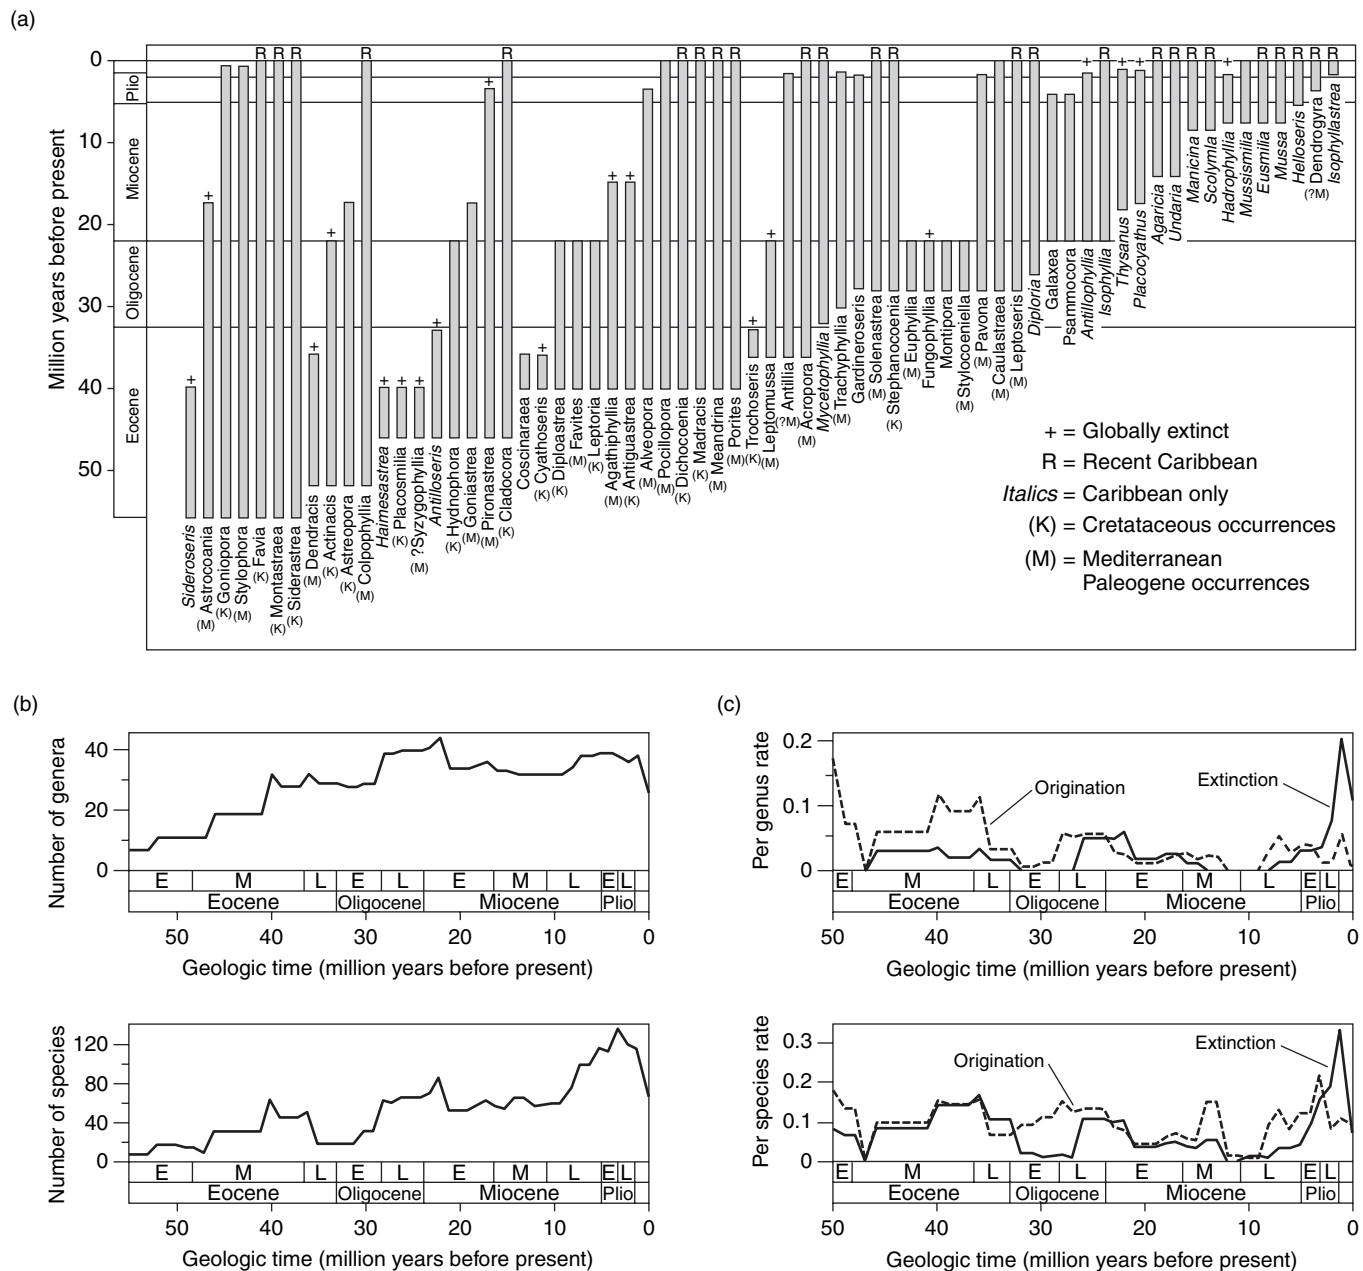 (a)
R R R R R R R R R R R R R R R R R R R R R R R R R
Million years before present
0
10
20
30
40
50
Plio
Miocene
Oligocene
Eocene
Sideroseris
Astrocoania (M)
Goniopora (K)
Stylophora (M)
Favia (K)
Montastraea (K)
Siderastrea (K)
Dendracis (M)
Actinacis (K)
Astreopora (K)
Colpophyllia (M)
Haimesastrea
Placosmilia (K)
?Syzygophyllia (M)
Antilloseris
Hydnophora (K)
Goniastrea (M)
Pironastrea (M)
Cladocora (K)
Coscinaraea
Cyathoseris (K)
Diploastrea (K)
Favites (M)
Leptoria (K)
Agathiphyllia (M)
Antiguastrea (K)
Alveopora (M)
Pocillopora (M)
Dichocoenia (K)
Madracis (K)
Meandrina (M)
Porites (M)
Trochoseris (K)
Leptomussa (M)
Antillia (?M)
Acropora (M)
Mycetophyllia
Trachyphyllia (M)
Gardineroseris
Solenastrea (M)
Stephanocoenia (K)
Euphyllia (M)
Fungophyllia
Montipora
Stylocoeniella (M)
Pavona (M)
Caulastraea (M)
Leptoseris (M)
Diploria
Galaxea
Psammocora
Antillophyllia
Isophyllia
Thysanus
Placocyathus
Agaricia
Undaria
Manicina
Scolymla
Hadrophyllia
Mussismilia
Eusmilia
Mussa
Helloseris
Dendrogyra (?M)
Isophyllastrea
+ = Globally extinct
R = Recent Caribbean
Italics = Caribbean only
(K) = Cretataceous occurrences
(M) = Mediterranean
Paleogene occurrences
(b)
Number of genera
40
20
0
E M L E L E M L E L
Eocene Oligocene Miocene Plio
50 40 30 20 10 0
Geologic time (million years before present)
Number of species
120
80
40
0
E M L E L E M L E L
Eocene Oligocene Miocene Plio
50 40 30 20 10 0
Geologic time (million years before present)
(c)
Per genus rate
0.2
0.1
0
Origination
Extinction
E M L E L E M L E L
Eocene Oligocene Miocene Plio
50 40 30 20 10 0
Geologic time (million years before present)
Per species rate
0.3
0.2
0.1
0
Origination
Extinction
E M L E L E M L E L
Eocene Oligocene Miocene Plio
50 40 30 20 10 0
Geologic time (million years before present)